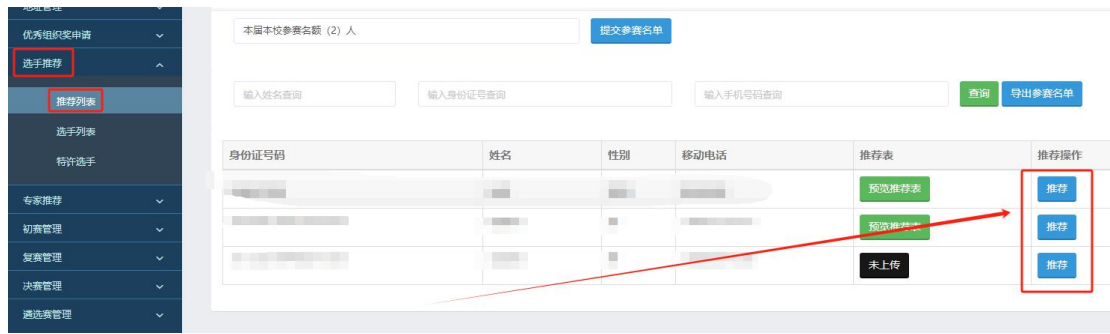 优秀组织奖申请
选手推荐
推荐列表
选手列表
特许选手
专家推荐
初赛管理
复赛管理
决赛管理
遴选赛管理
本届本校参赛名额（2）人
提交参赛名单
输入姓名查询
输入身份证号查询
输入手机号码查询
查询
导出参赛名单
身份证号码 姓名 性别 移动电话 推荐表 推荐操作
预览推荐表 推荐
预览推荐表 推荐
未上传 推荐